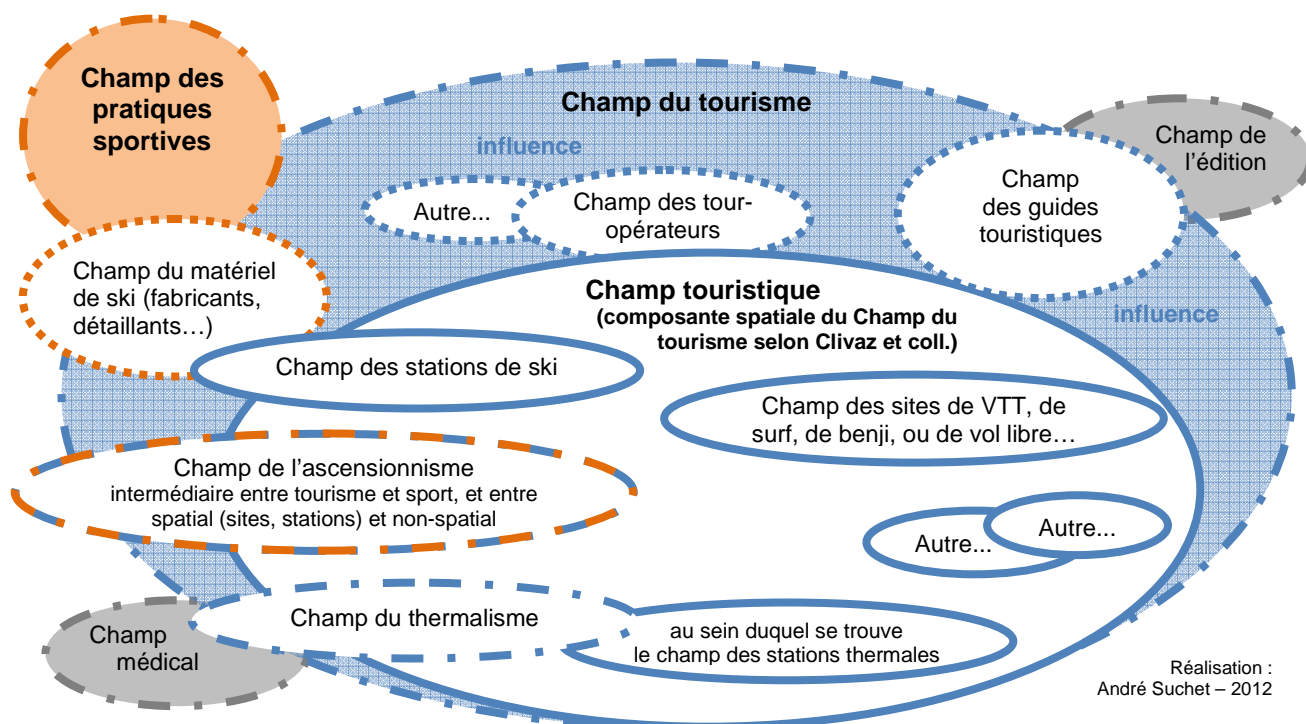 Champ des
pratiques
sportives
Champ du tourisme
influence
Champ de
l'édition
Autre...
Champ des tour-
opérateurs
Champ
des guides
touristiques
Champ du matériel
de ski (fabricants,
détaillants…)
Champ touristique
(composante spatiale du Champ du
tourisme selon Clivaz et coll.)
influence
Champ des stations de ski
Champ des sites de VTT, de
surf, de benji, ou de vol libre…
Champ de l'ascensionnisme
intermédiaire entre tourisme et sport, et entre
spatial (sites, stations) et non-spatial
Autre...
Autre...
Champ du thermalisme
Champ
médical
au sein duquel se trouve
le champ des stations thermales
Réalisation :
André Suchet – 2012